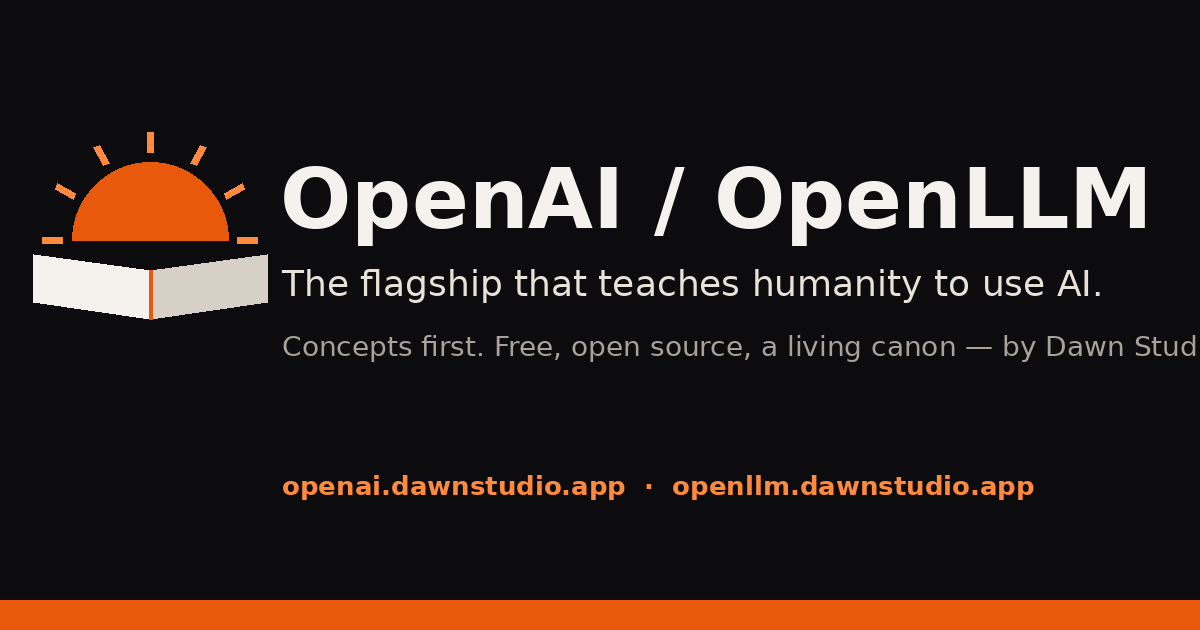 OpenAI / OpenLLM
The flagship that teaches humanity to use AI.
Concepts first. Free, open source, a living canon — by Dawn Stud
openai.dawnstudio.app · openllm.dawnstudio.app